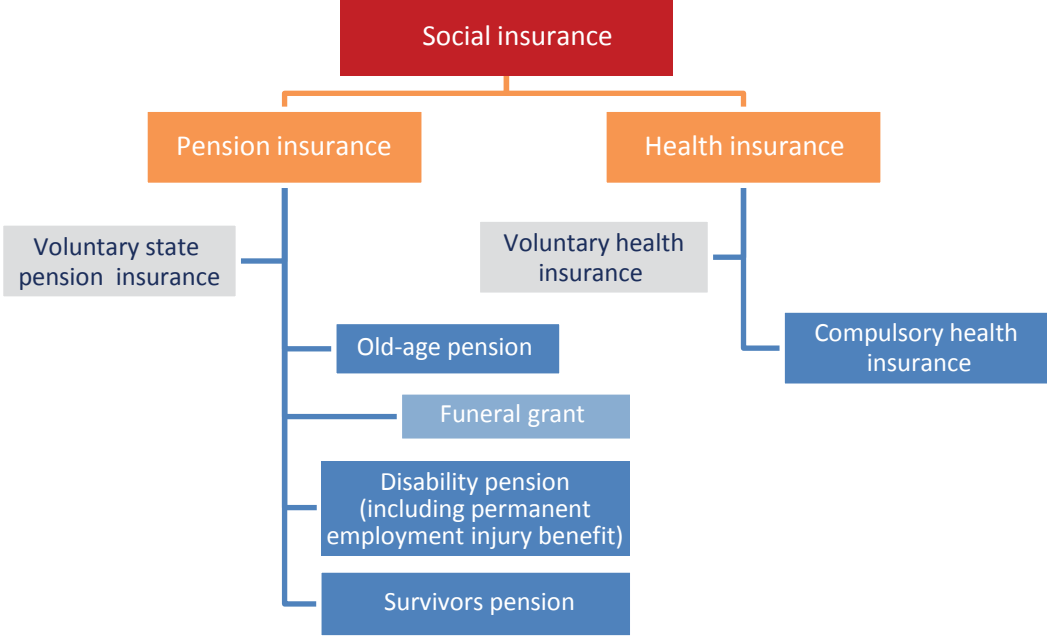 Social insurance
Pension insurance
Health insurance
Voluntary state
pension insurance
Voluntary health
insurance
Old-age pension
Compulsory health
insurance
Funeral grant
Disability pension
(including permanent
employment injury benefit)
Survivors pension